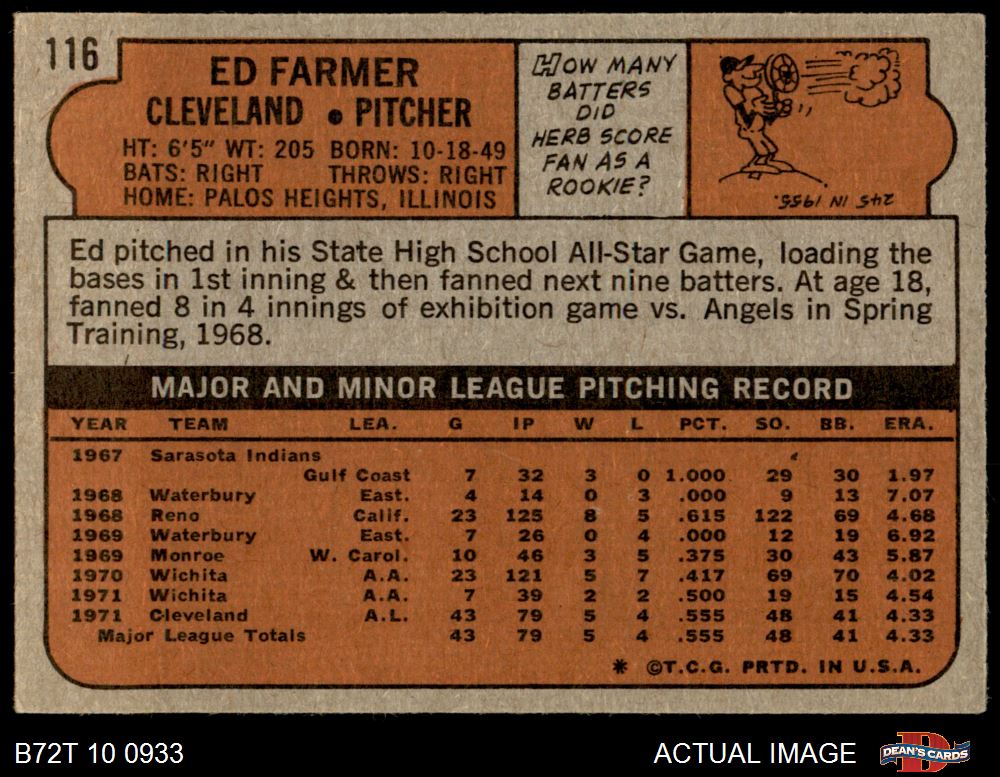 116
ED FARMER
CLEVELAND • PITCHER
HT: 6'5" WT: 205 BORN: 10-18-49
BATS: RIGHT THROWS: RIGHT
HOME: PALOS HEIGHTS, ILLINOIS
HOW MANY
BATTERS
DID
HERB SCORE
FAN AS A
ROOKIE?
245 IN 1955.
Ed pitched in his State High School All-Star Game, loading the
bases in 1st inning & then fanned next nine batters. At age 18,
fanned 8 in 4 innings of exhibition game vs. Angels in Spring
Training, 1968.
MAJOR AND MINOR LEAGUE PITCHING RECORD
YEAR TEAM LEA. G IP W L PCT. SO. BB. ERA.
1967 Sarasota Indians
Gulf Coast 7 32 3 0 1.000 29 30 1.97
1968 Waterbury East. 4 14 0 3 .000 9 13 7.07
1968 Reno Calif. 23 125 8 5 .615 122 69 4.68
1969 Waterbury East. 7 26 0 4 .000 12 19 6.92
1969 Monroe W. Carol. 10 46 3 5 .375 30 43 5.87
1970 Wichita A.A. 23 121 5 7 .417 69 70 4.02
1971 Wichita A.A. 7 39 2 2 .500 19 15 4.54
1971 Cleveland A.L. 43 79 5 4 .555 48 41 4.33
Major League Totals 43 79 5 4 .555 48 41 4.33
* ©T.C.G. PRTD. IN U.S.A.
B72T 10 0933 ACTUAL IMAGE DEAN'S CARDS